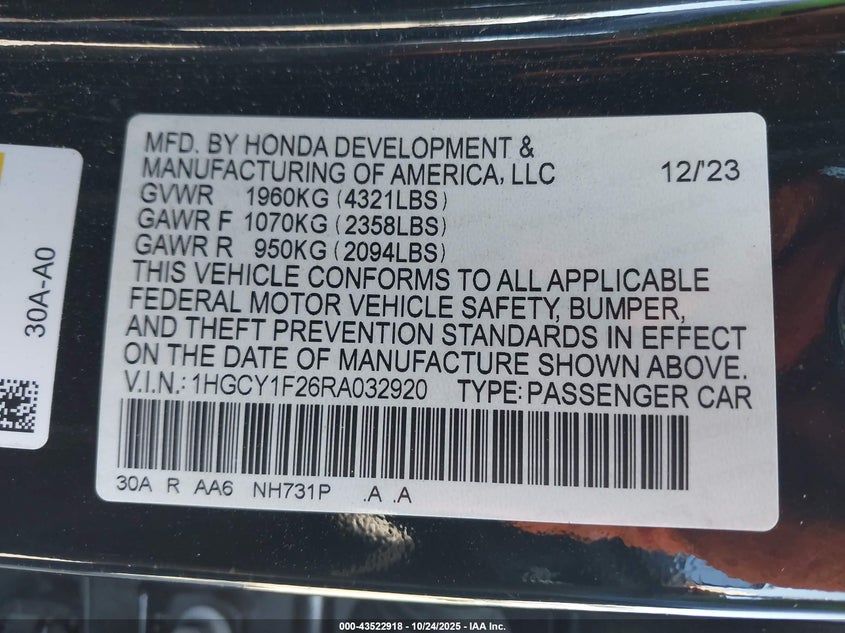 MFD. BY HONDA DEVELOPMENT &
MANUFACTURING OF AMERICA, LLC 12/'23
GVWR 1960KG (4321LBS)
GAWR F 1070KG (2358LBS)
GAWR R 950KG (2094LBS)
THIS VEHICLE CONFORMS TO ALL APPLICABLE
FEDERAL MOTOR VEHICLE SAFETY, BUMPER,
AND THEFT PREVENTION STANDARDS IN EFFECT
ON THE DATE OF MANUFACTURE SHOWN ABOVE.
V.I.N.: 1HGCY1F26RA032920 TYPE: PASSENGER CAR
30A R AA6 NH731P .A .A
30A-A0
000-43522918 - 10/24/2025 - IAA Inc.